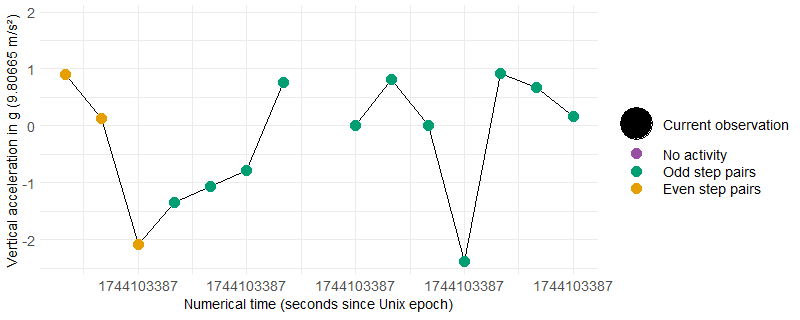 Vertical acceleration in g (9.80665 m/s²)
2
1
0
-1
-2
1744103387 1744103387 1744103387 1744103387 1744103387
Numerical time (seconds since Unix epoch)
Current observation
No activity
Odd step pairs
Even step pairs